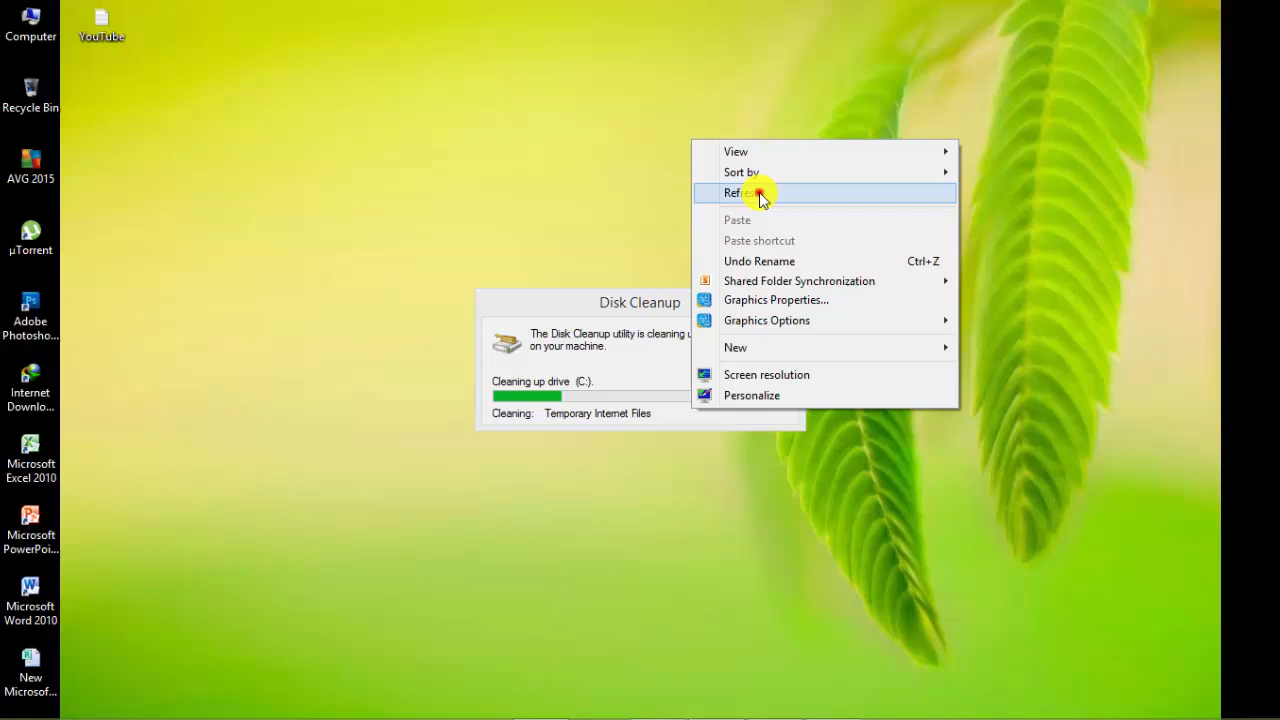 Computer
YouTube
Recycle Bin
AVG 2015
µTorrent
Adobe
Photosho...
Internet
Downlo...
Microsoft
Excel 2010
Microsoft
PowerPoi...
Microsoft
Word 2010
New
Microsof...
Disk Cleanup
The Disk Cleanup utility is cleaning
on your machine.
Cleaning up drive (C:).
Cleaning: Temporary Internet Files
View
Sort by
Paste
Paste shortcut
Undo Rename Ctrl+Z
Shared Folder Synchronization
Graphics Properties...
Graphics Options
New
Screen resolution
Personalize